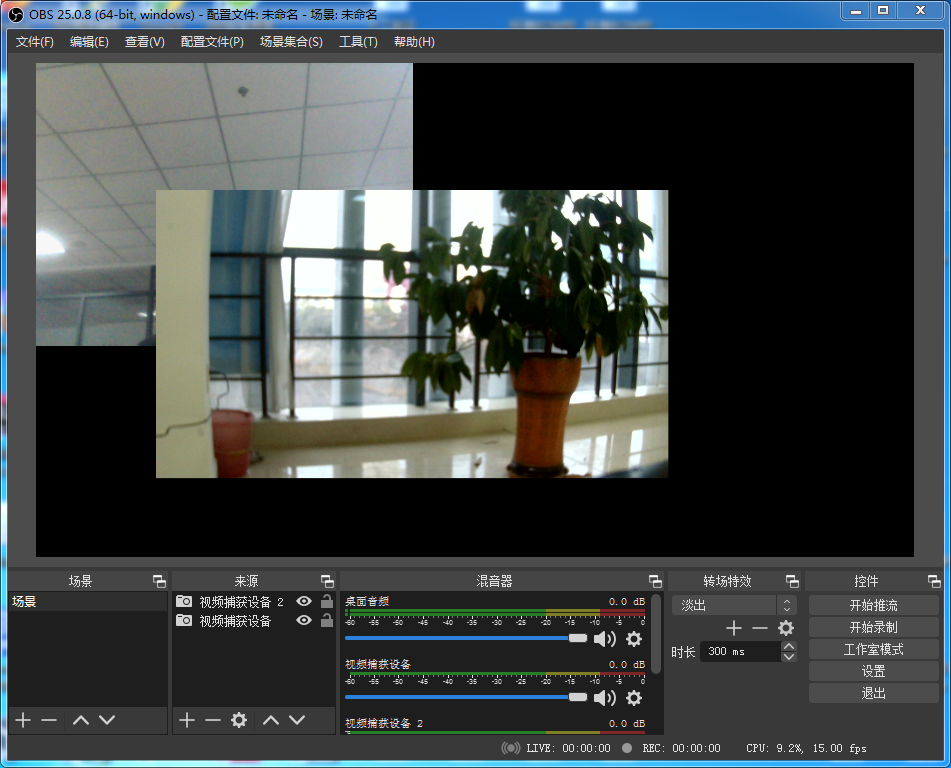 OBS 25.0.8 (64-bit, windows) - 配置文件: 未命名 - 场景: 未命名
文件(F) 编辑(E) 查看(V) 配置文件(P) 场景集合(S) 工具(T) 帮助(H)
场景
场景
来源
视频捕获设备 2
视频捕获设备
混音器
桌面音频 0.0 dB
-60 -55 -50 -45 -40 -35 -30 -25 -20 -15 -10 -5 0
视频捕获设备 0.0 dB
-60 -55 -50 -45 -40 -35 -30 -25 -20 -15 -10 -5 0
视频捕获设备 2 0.0 dB
转场特效
淡出
时长 300 ms
控件
开始推流
开始录制
工作室模式
设置
退出
LIVE: 00:00:00 REC: 00:00:00 CPU: 9.2%, 15.00 fps